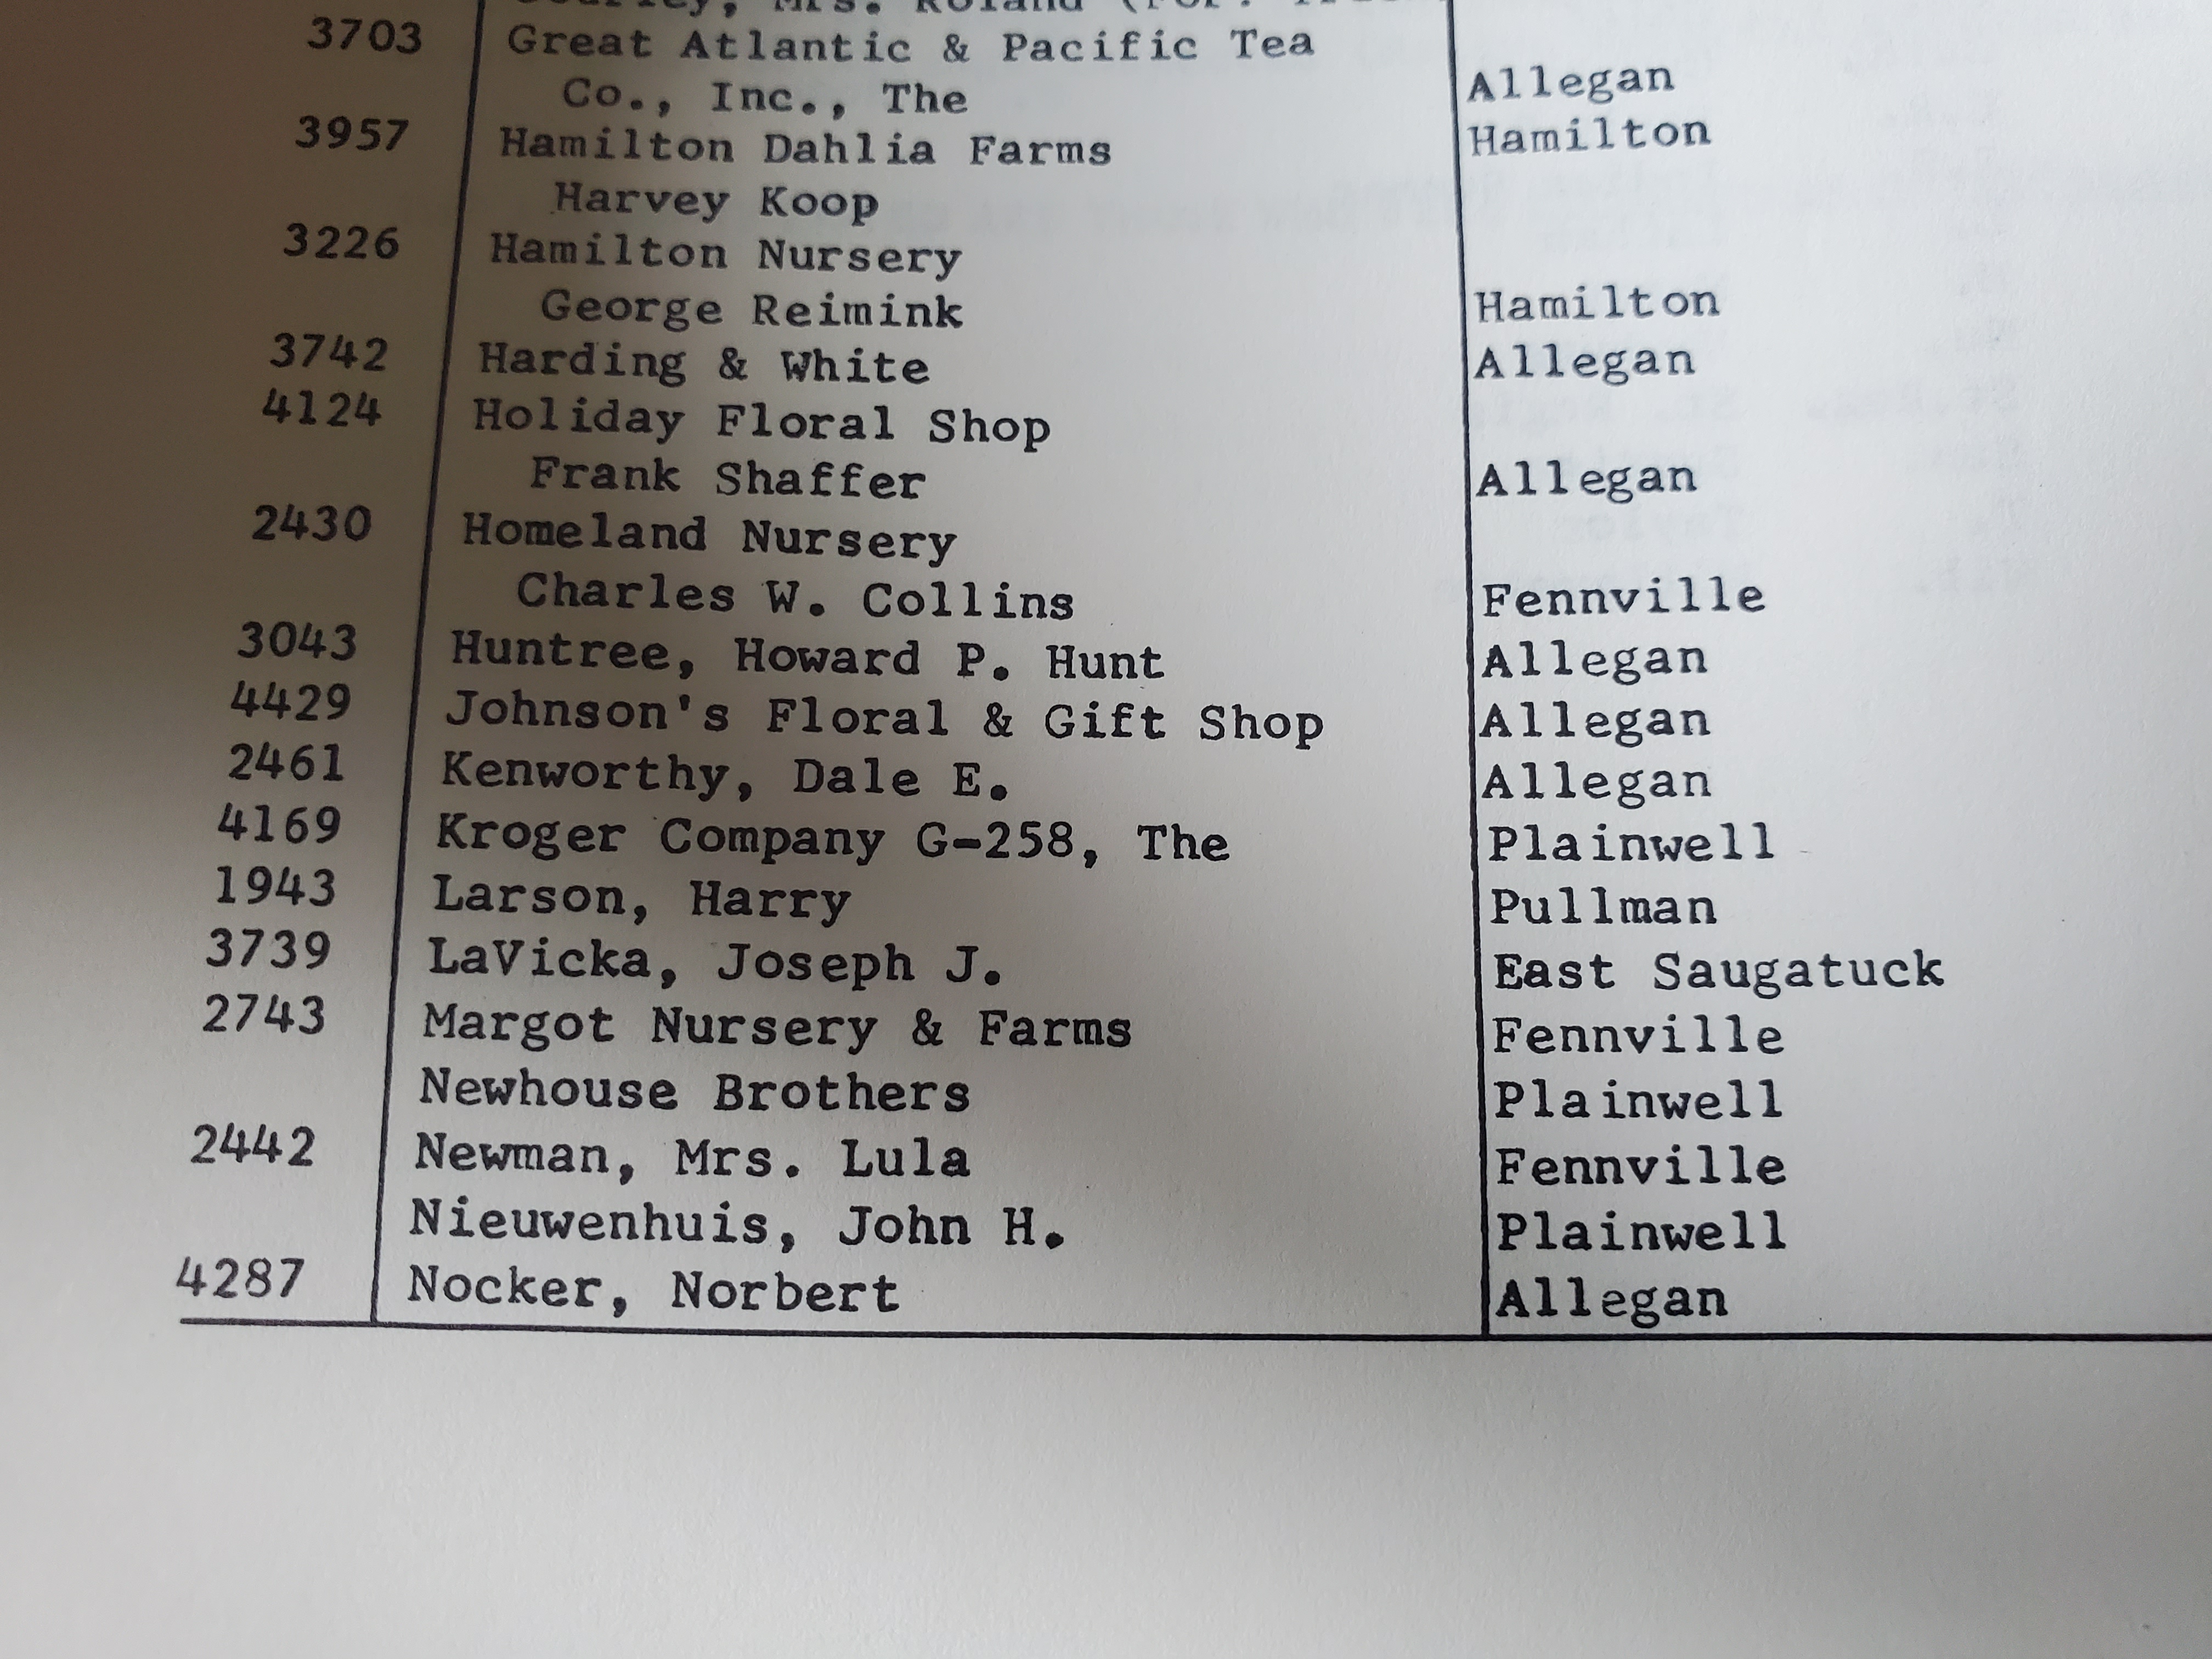 Mrs. Roland
3703 Great Atlantic & Pacific Tea
Co., Inc., The Allegan
3957 Hamilton Dahlia Farms Hamilton
Harvey Koop
3226 Hamilton Nursery
George Reimink Hamilton
3742 Harding & White Allegan
4124 Holiday Floral Shop
Frank Shaffer Allegan
2430 Homeland Nursery
Charles W. Collins Fennville
3043 Huntree, Howard P. Hunt Allegan
4429 Johnson's Floral & Gift Shop Allegan
2461 Kenworthy, Dale E. Allegan
4169 Kroger Company G-258, The Plainwell
1943 Larson, Harry Pullman
3739 LaVicka, Joseph J. East Saugatuck
2743 Margot Nursery & Farms Fennville
Newhouse Brothers Plainwell
2442 Newman, Mrs. Lula Fennville
Nieuwenhuis, John H. Plainwell
4287 Nocker, Norbert Allegan